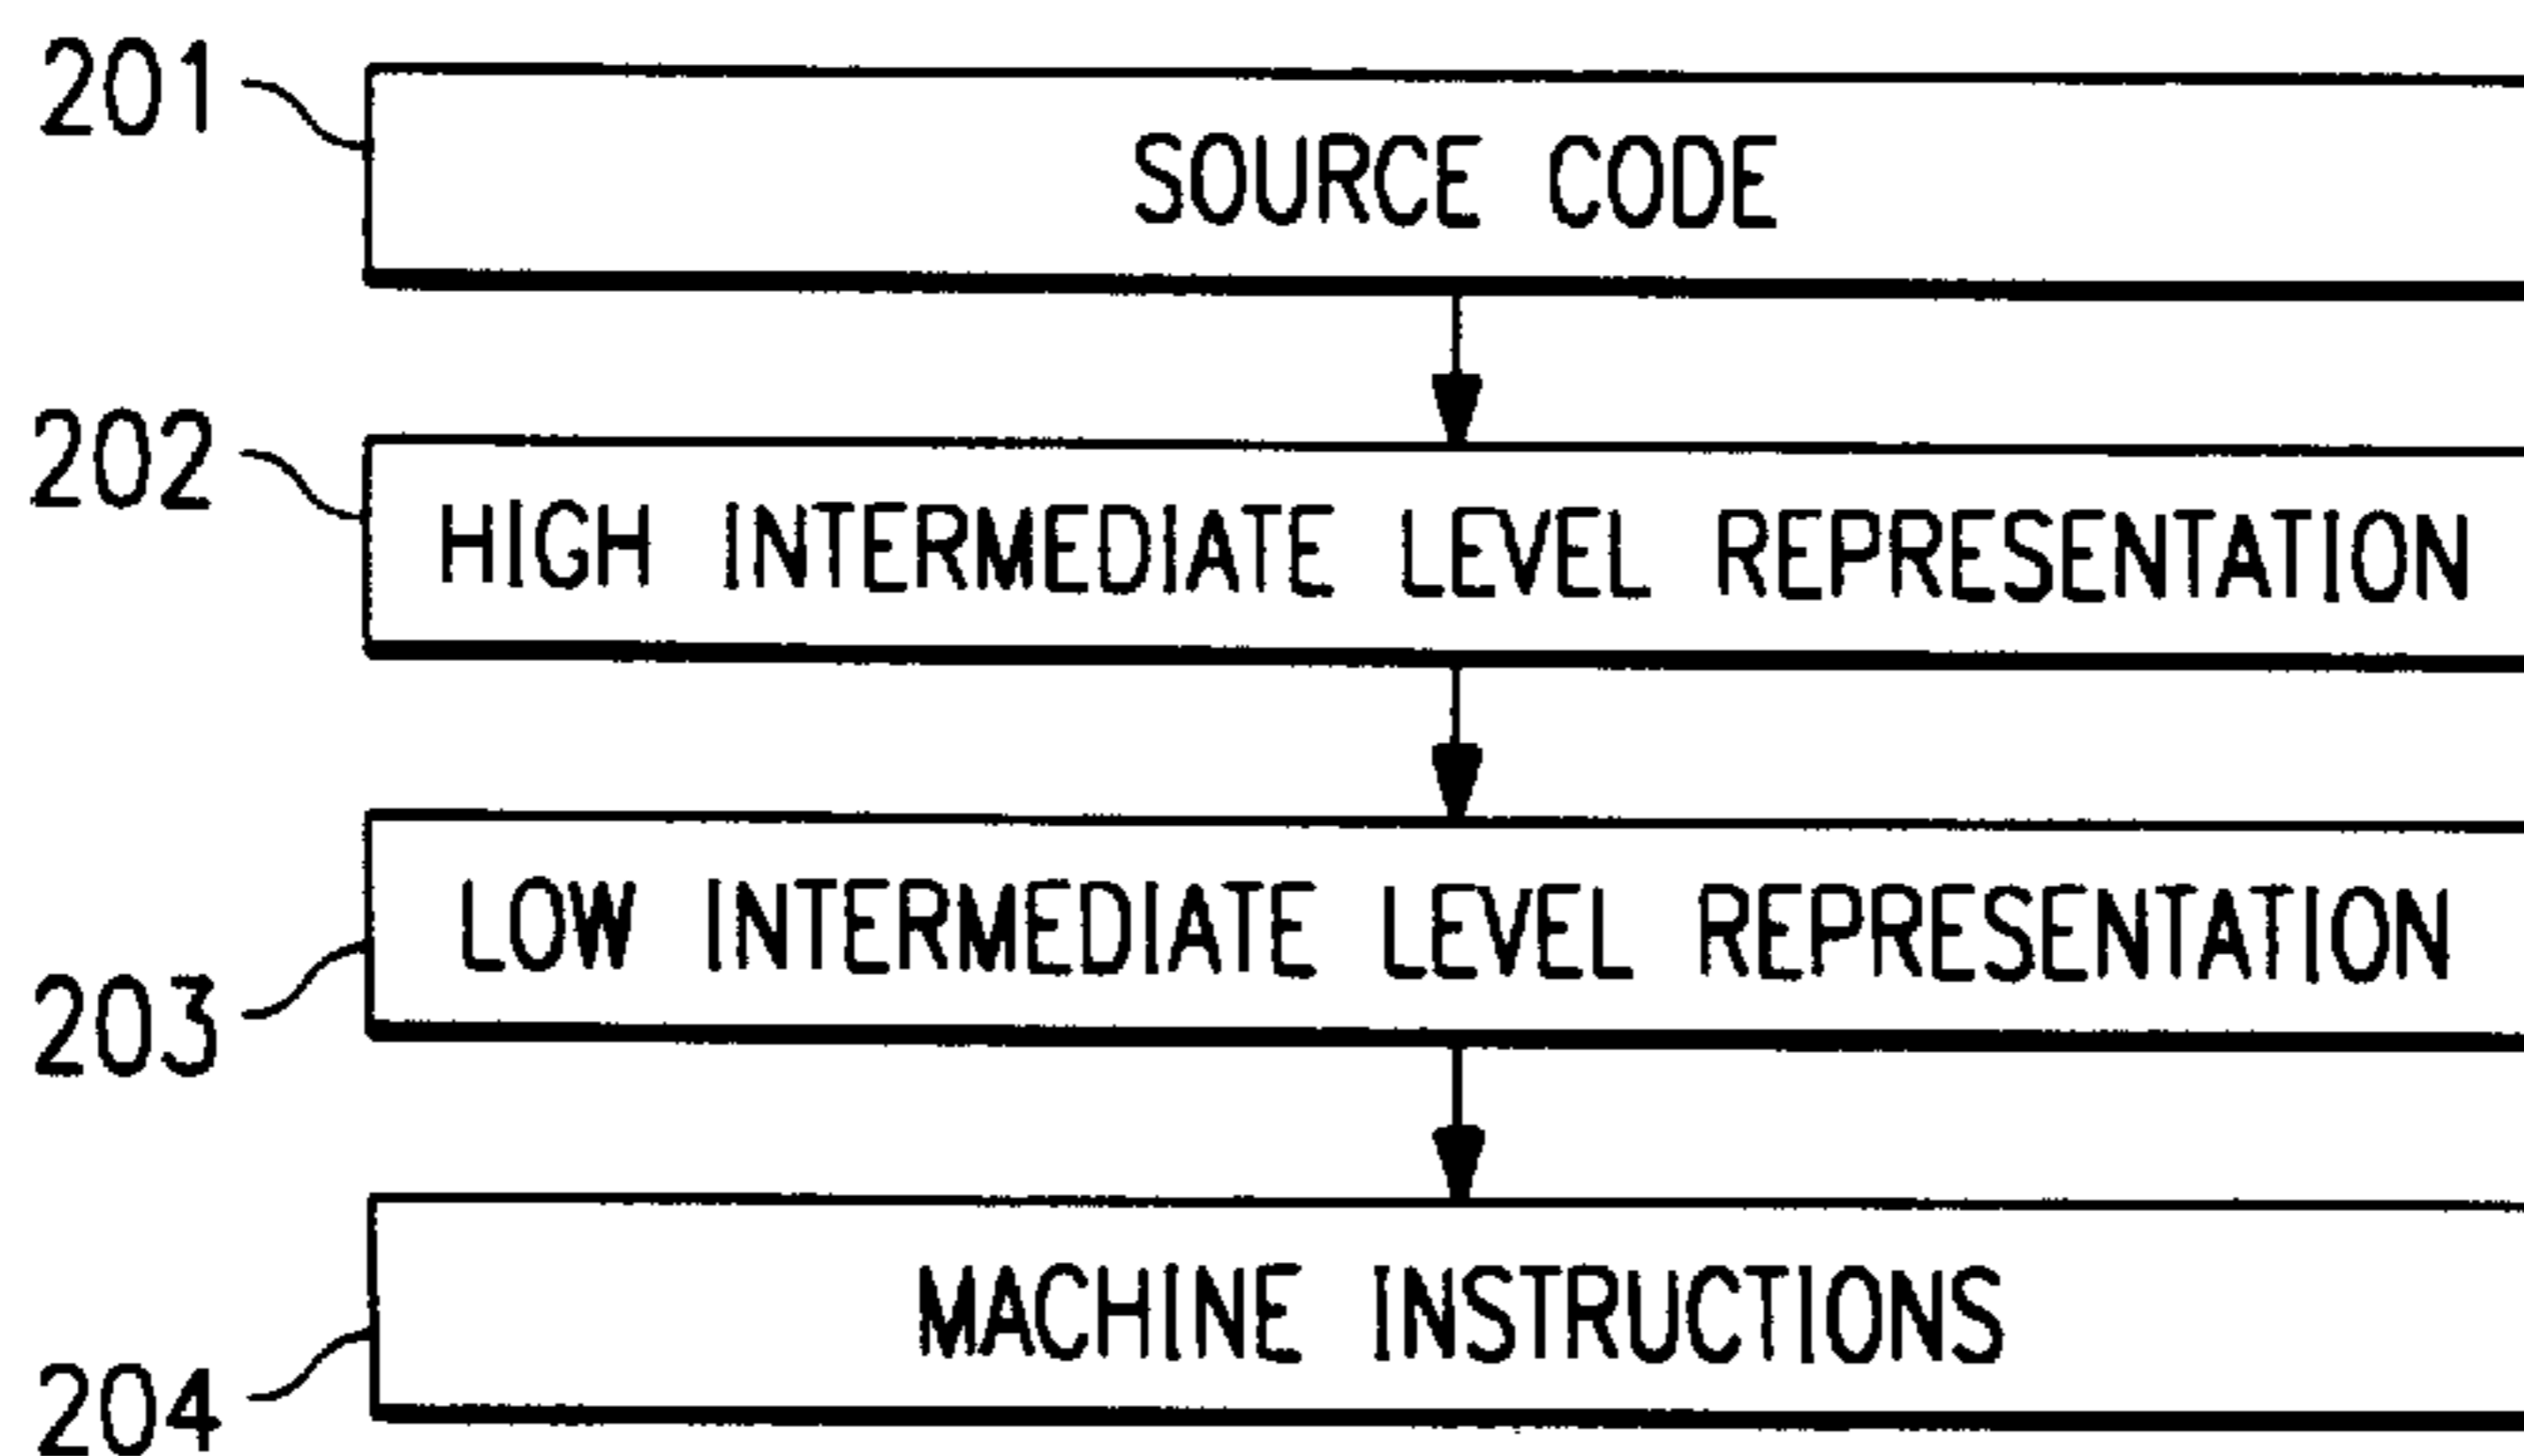 201
SOURCE CODE
202
HIGH INTERMEDIATE LEVEL REPRESENTATION
LOW INTERMEDIATE LEVEL REPRESENTATION
203
MACHINE INSTRUCTIONS
204